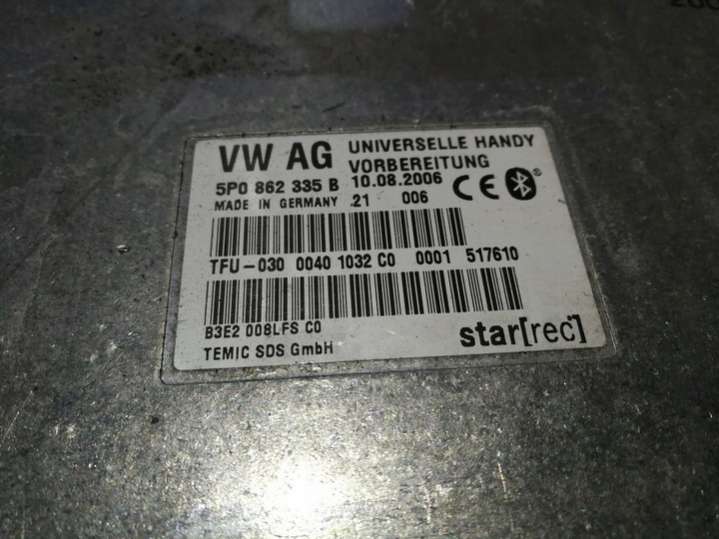 VW AG UNIVERSELLE HANDY
VORBEREITUNG
5P0 862 335 B 10.08.2006
MADE IN GERMANY .21 006
TFU-030 0040 1032 C0 0001 517610
B3E2 008LFS C0
TEMIC SDS GmbH
star[rec]